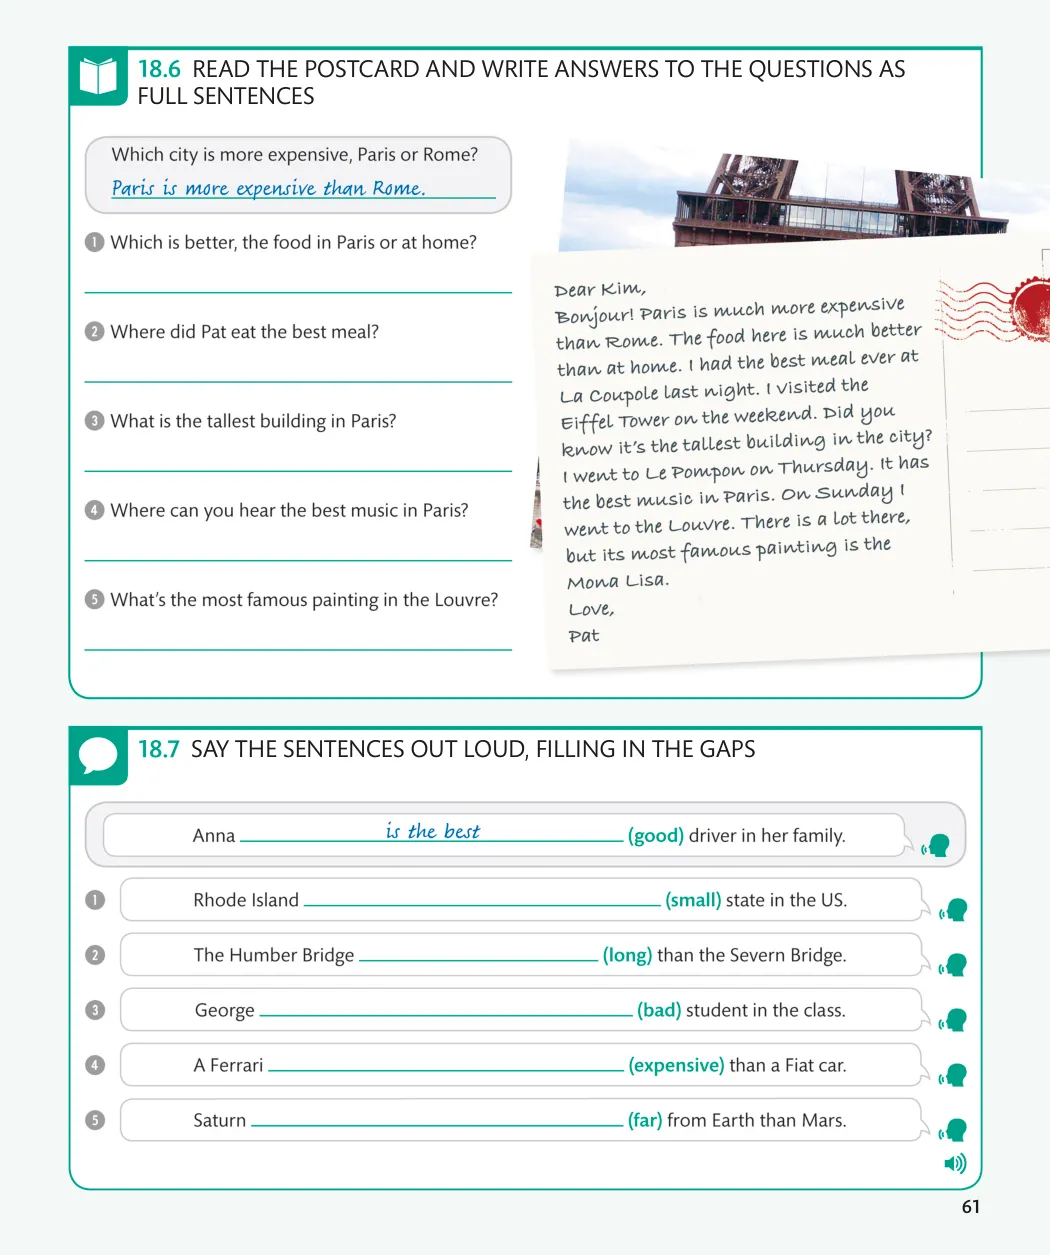 18.6 READ THE POSTCARD AND WRITE ANSWERS TO THE QUESTIONS AS
FULL SENTENCES
Which city is more expensive, Paris or Rome?
Paris is more expensive than Rome.
1 Which is better, the food in Paris or at home?
2 Where did Pat eat the best meal?
3 What is the tallest building in Paris?
4 Where can you hear the best music in Paris?
5 What's the most famous painting in the Louvre?
Dear Kim,
Bonjour! Paris is much more expensive
than Rome. The food here is much better
than at home. I had the best meal ever at
La Coupole last night. I visited the
Eiffel Tower on the weekend. Did you
know it's the tallest building in the city?
I went to Le Pompon on Thursday. It has
the best music in Paris. On Sunday I
went to the Louvre. There is a lot there,
but its most famous painting is the
Mona Lisa.
Love,
Pat
18.7 SAY THE SENTENCES OUT LOUD, FILLING IN THE GAPS
Anna is the best (good) driver in her family.
1 Rhode Island (small) state in the US.
2 The Humber Bridge (long) than the Severn Bridge.
3 George (bad) student in the class.
4 A Ferrari (expensive) than a Fiat car.
5 Saturn (far) from Earth than Mars.
61